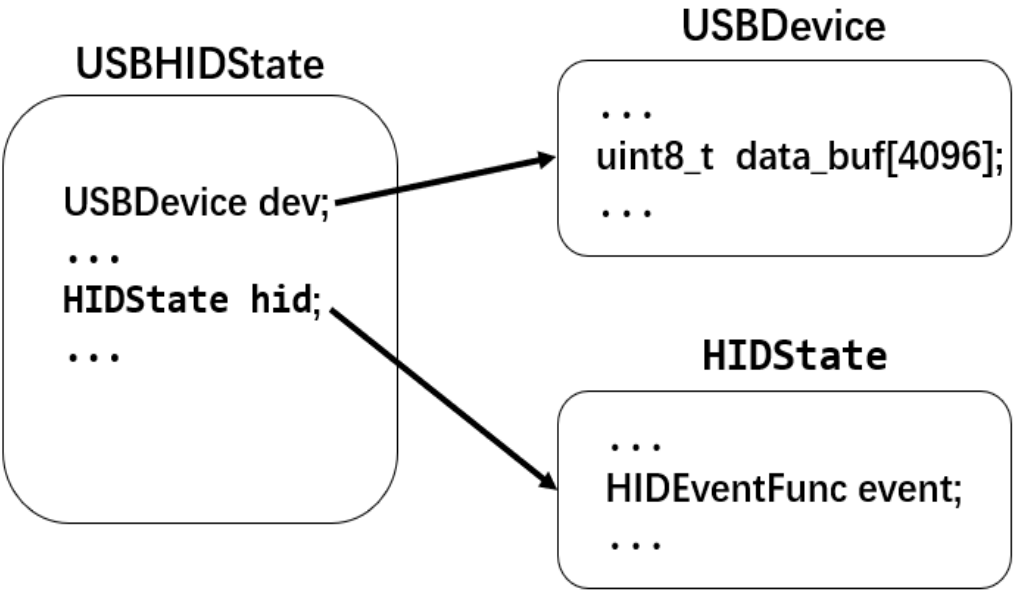 USBHIDState
USBDevice dev;
...
HIDState hid;
...
USBDevice
...
uint8_t data_buf[4096];
...
HIDState
...
HIDEventFunc event;
...